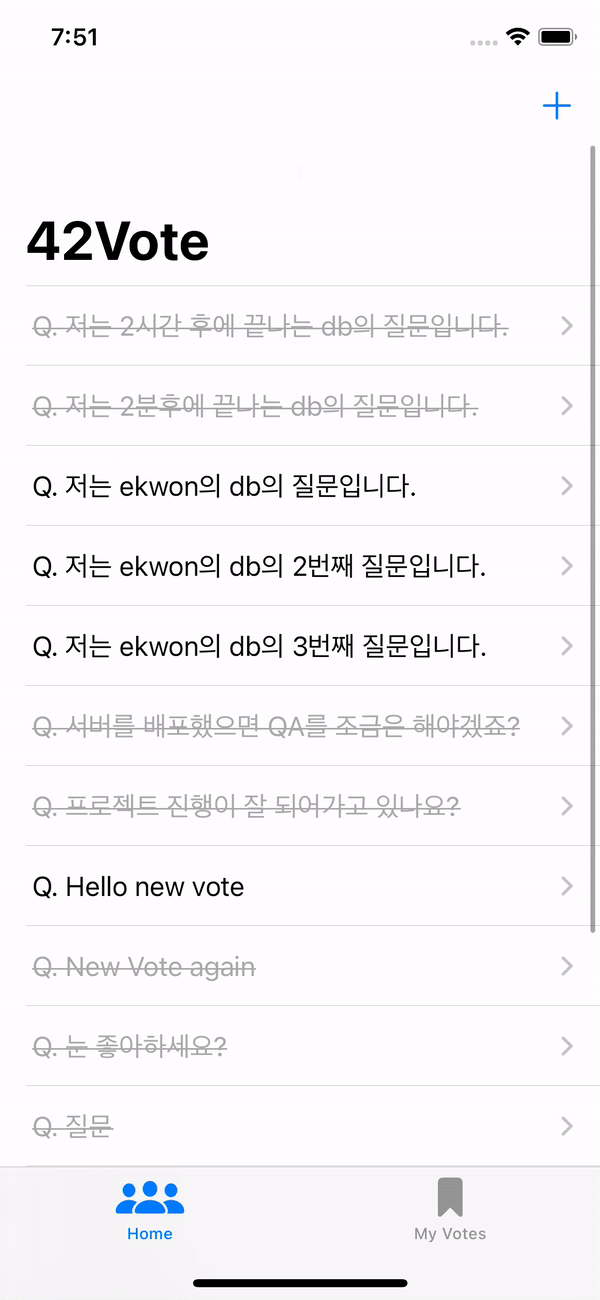 7:51
42Vote
Q. 저는 2시간 후에 끝나는 db의 질문입니다.
Q. 저는 2분후에 끝나는 db의 질문입니다.
Q. 저는 ekwon의 db의 질문입니다.
Q. 저는 ekwon의 db의 2번째 질문입니다.
Q. 저는 ekwon의 db의 3번째 질문입니다.
Q. 서버를 배포했으면 QA를 조금은 해야겠죠?
Q. 프로젝트 진행이 잘 되어가고 있나요?
Q. Hello new vote
Q. New Vote again
Q. 눈 좋아하세요?
Q. 질문
Home
My Votes